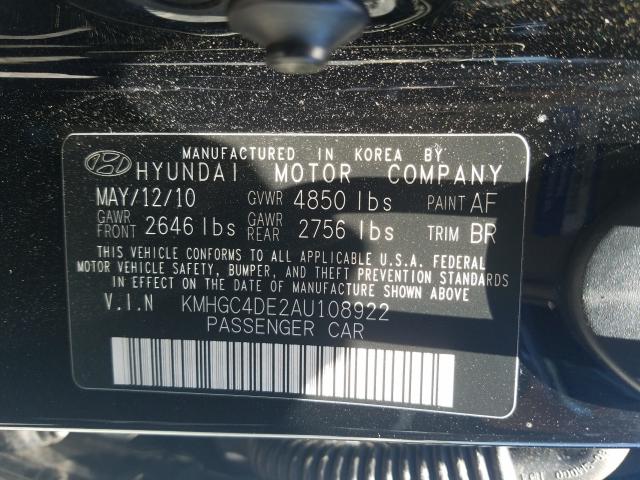 MANUFACTURED IN KOREA BY
HYUNDAI MOTOR COMPANY
MAY/12/10 GVWR 4850 lbs PAINT AF
GAWR FRONT 2646 lbs GAWR REAR 2756 lbs TRIM BR
THIS VEHICLE CONFORMS TO ALL APPLICABLE U.S.A. FEDERAL
MOTOR VEHICLE SAFETY, BUMPER, AND THEFT PREVENTION STANDARDS
IN EFFECT ON THE DATE OF MANUFACTURE SHOWN ABOVE
V.I.N KMHGC4DE2AU108922
PASSENGER CAR